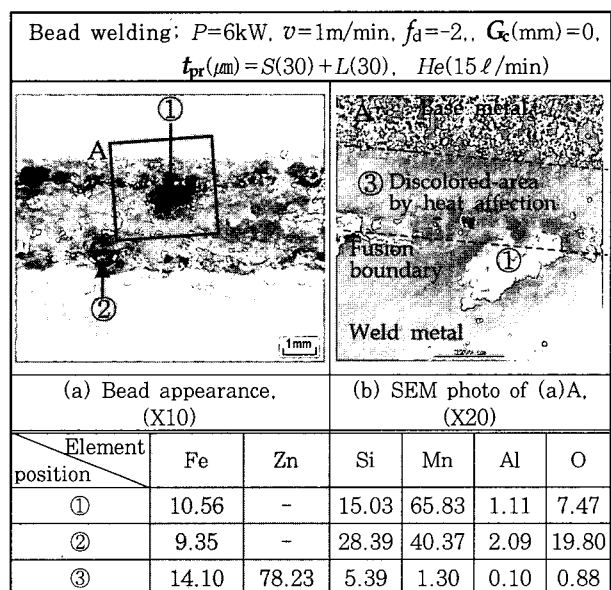 Bead welding; P=6kW, v=1m/min, fd=-2,, Gc(mm)=0,
tpr(μm)=S(30)+L(30), He(15ℓ/min)
①
A
②
1mm
A Base metal
③ Discolored area
by heat affection
Fusion
boundary
①
Weld metal
(a) Bead appearance,
(X10)
(b) SEM photo of (a)A,
(X20)
Element
position
Fe Zn Si Mn Al O
① 10.56 - 15.03 65.83 1.11 7.47
② 9.35 - 28.39 40.37 2.09 19.80
③ 14.10 78.23 5.39 1.30 0.10 0.88